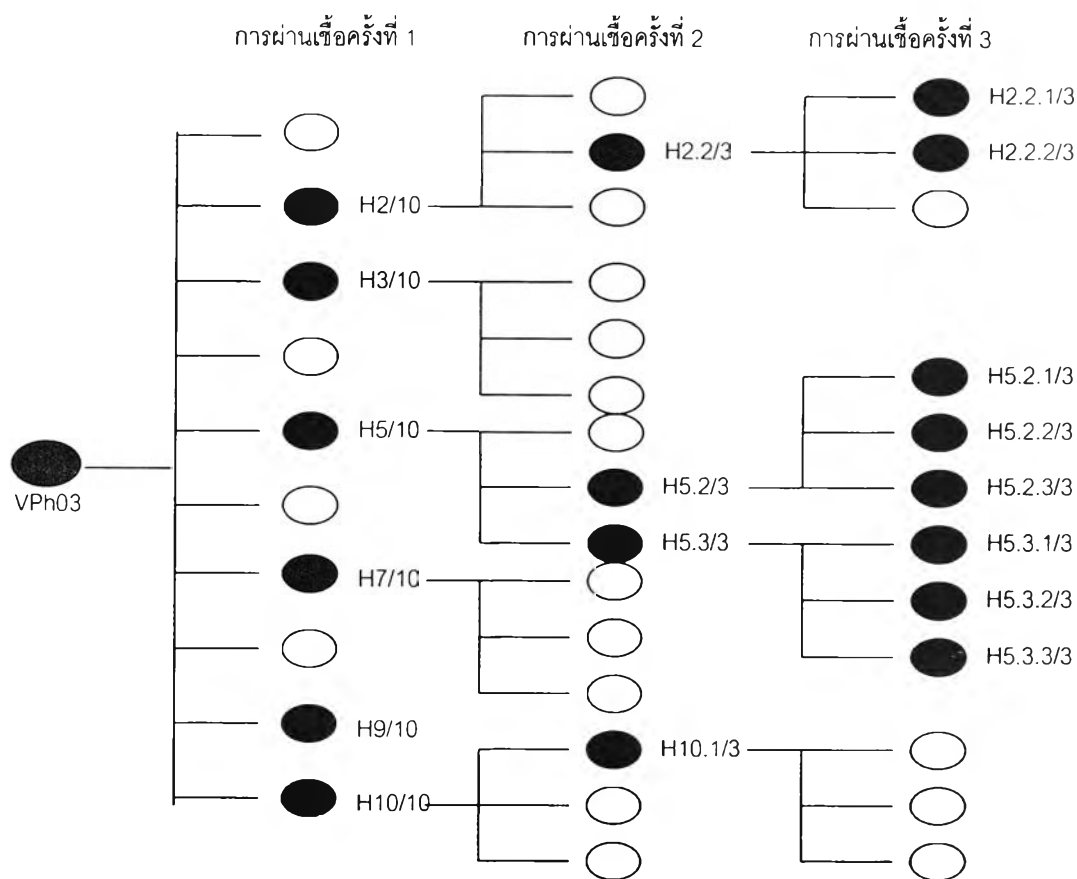 การผ่านเชื้อครั้งที่ 1
การผ่านเชื้อครั้งที่ 2
การผ่านเชื้อครั้งที่ 3
H2.2.1/3
H2.2/3
H2.2.2/3
H2/10
H3/10
H5.2.1/3
H5/10
H5.2.2/3
VPh03
H5.2/3
H5.2.3/3
H5.3/3
H5.3.1/3
H7/10
H5.3.2/3
H5.3.3/3
H9/10
H10.1/3
H10/10